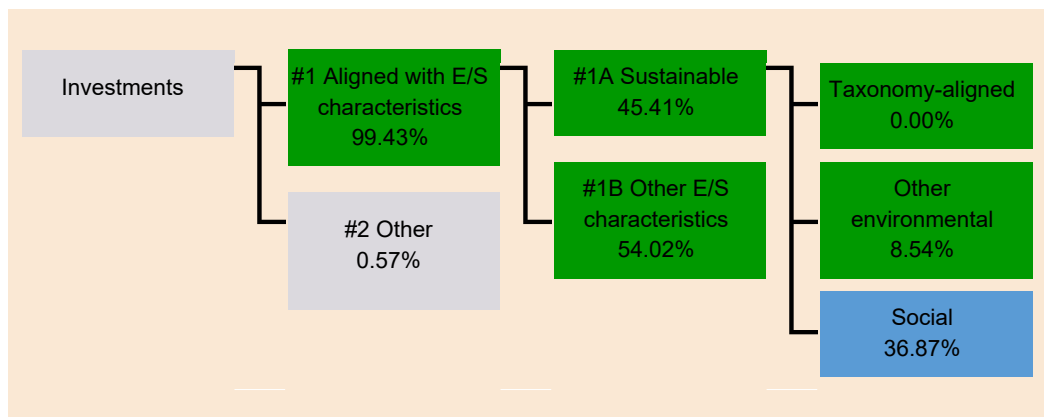 Investments
#1 Aligned with E/S
characteristics
99.43%
#2 Other
0.57%
#1A Sustainable
45.41%
#1B Other E/S
characteristics
54.02%
Taxonomy-aligned
0.00%
Other
environmental
8.54%
Social
36.87%